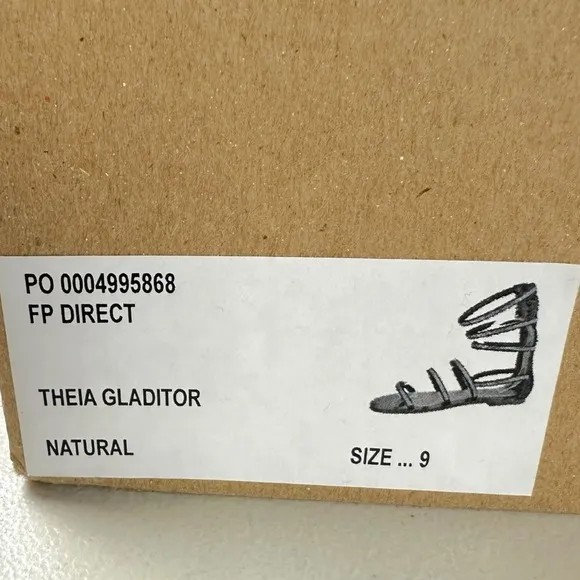 PO 0004995868
FP DIRECT
THEIA GLADITOR
NATURAL
SIZE ... 9